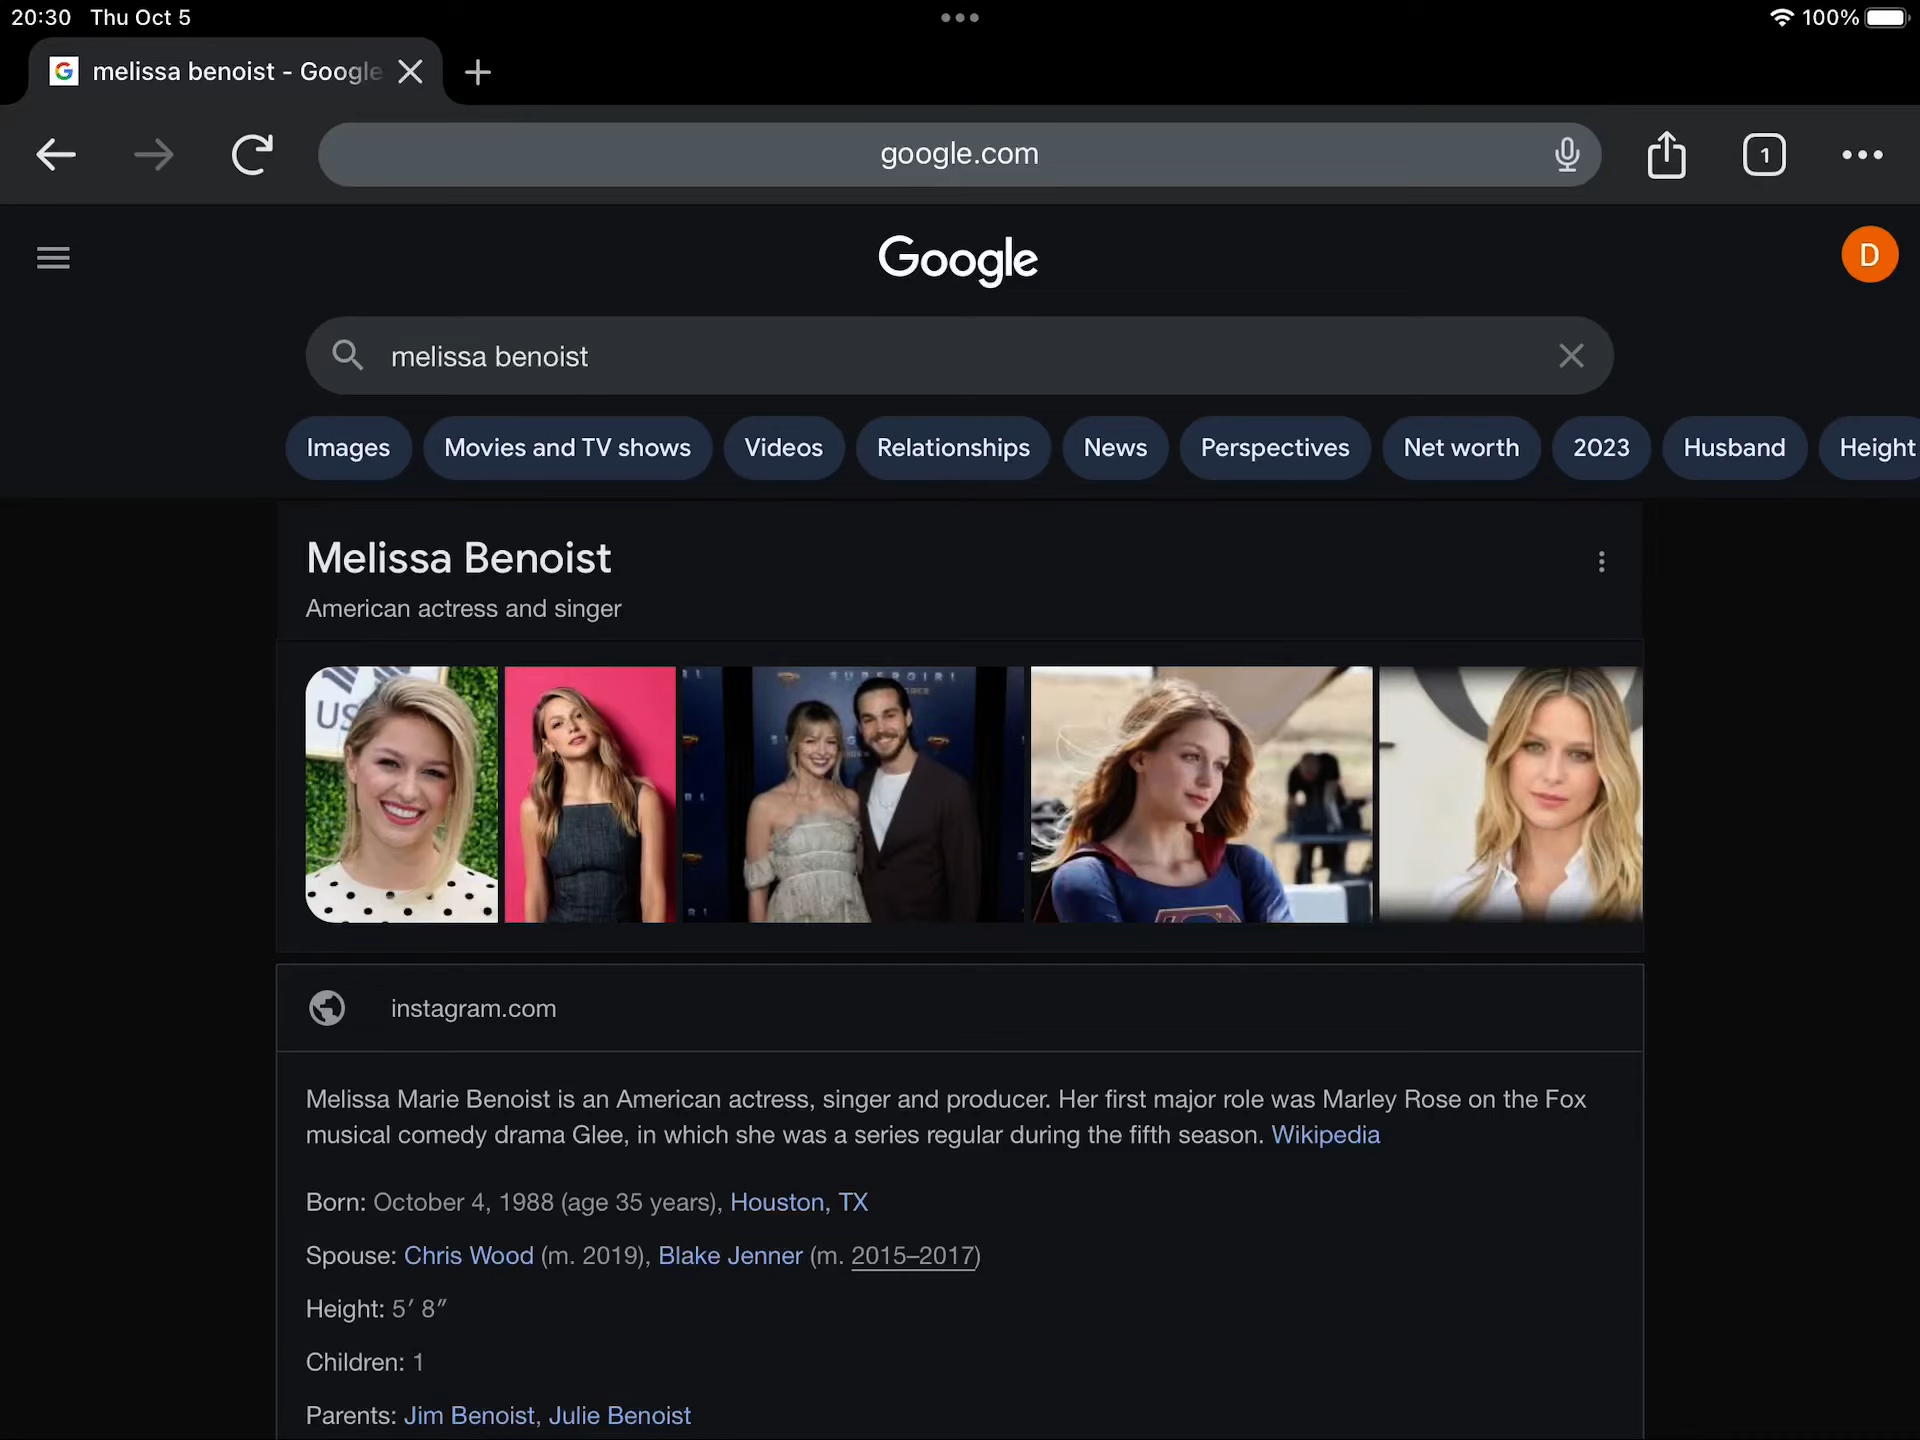 20:30 Thu Oct 5 100%
melissa benoist - Google
google.com
1
Google
D
melissa benoist
Images Movies and TV shows Videos Relationships News Perspectives Net worth 2023 Husband Height
Melissa Benoist
American actress and singer
US
SUPERGIRL
instagram.com
Melissa Marie Benoist is an American actress, singer and producer. Her first major role was Marley Rose on the Fox
musical comedy drama Glee, in which she was a series regular during the fifth season. Wikipedia
Born: October 4, 1988 (age 35 years), Houston, TX
Spouse: Chris Wood (m. 2019), Blake Jenner (m. 2015–2017)
Height: 5′ 8″
Children: 1
Parents: Jim Benoist, Julie Benoist